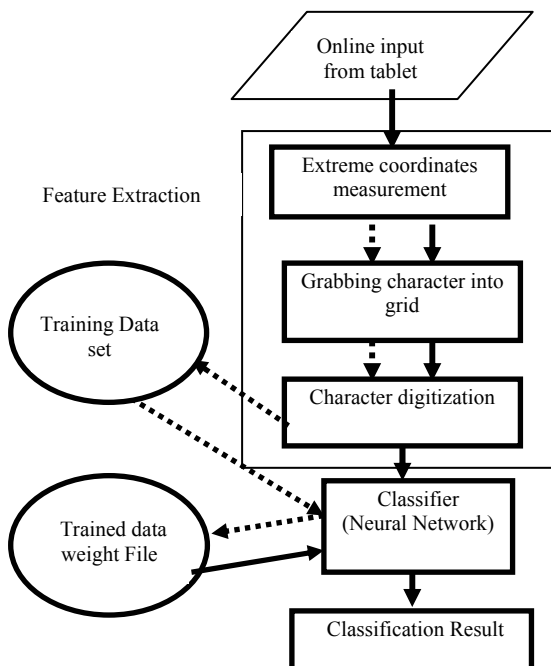 Online input
from tablet
Extreme coordinates
measurement
Feature Extraction
Grabbing character into
grid
Training Data
set
Character digitization
Classifier
(Neural Network)
Trained data
weight File
Classification Result